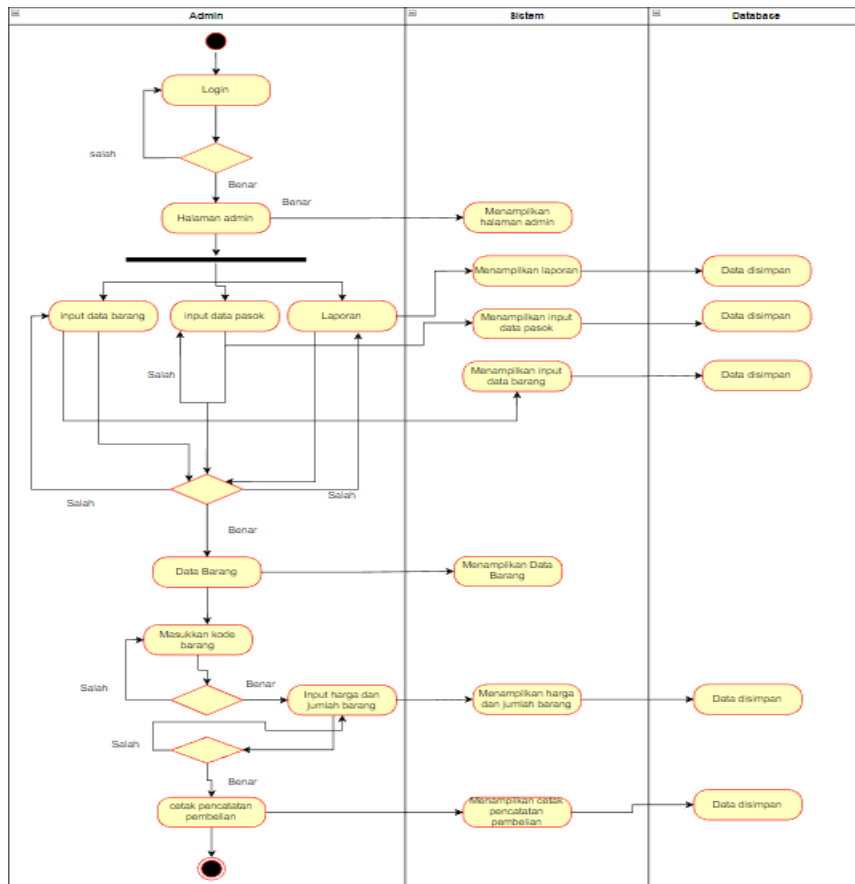 Admin
Sistem
Database
Login
salah
Benar
Halaman admin
Benar
Menampilkan
halaman admin
Menampilkan laporan
Data disimpan
input data barang
input data pasok
Laporan
Menampilkan input
data pasok
Data disimpan
Salah
Menampilkan input
data barang
Data disimpan
Salah
Salah
Benar
Data Barang
Menampilkan Data
Barang
Masukkan kode
barang
Salah
Benar
Input harga dan
jumlah barang
Menampilkan harga
dan jumlah barang
Data disimpan
Salah
Benar
cetak pencatatan
pembelian
Menampilkan cetak
pencatatan
pembelian
Data disimpan